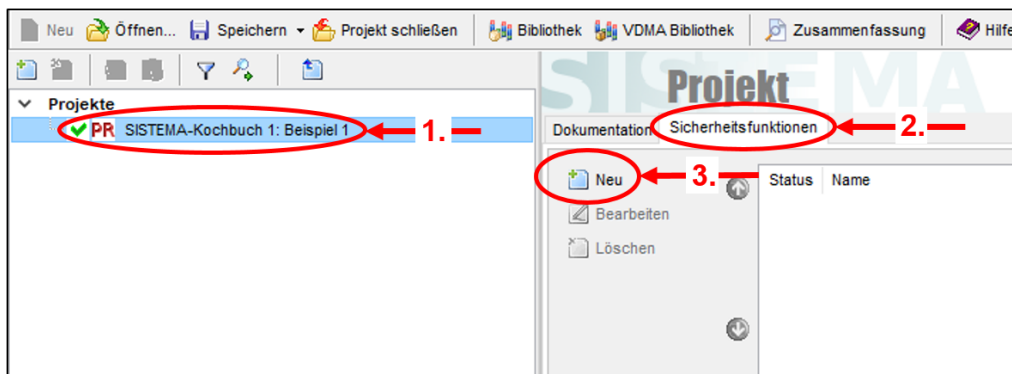 Neu Öffnen... Speichern Projekt schließen Bibliothek VDMA Bibliothek Zusammenfassung Hilfe
SISTEMA
Projekt
Projekte
PR SISTEMA-Kochbuch 1: Beispiel 1 1.
Dokumentation Sicherheitsfunktionen 2.
Neu 3. Status Name
Bearbeiten
Löschen